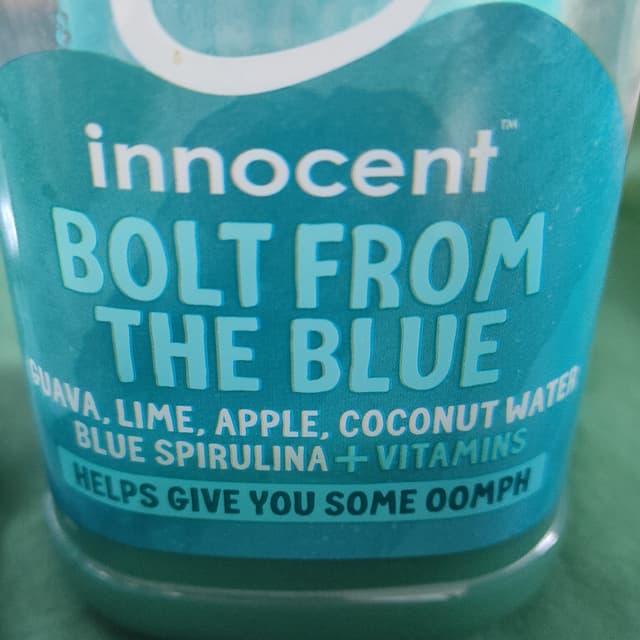 innocent™
BOLT FROM
THE BLUE
GUAVA, LIME, APPLE, COCONUT WATER
BLUE SPIRULINA + VITAMINS
HELPS GIVE YOU SOME OOMPH